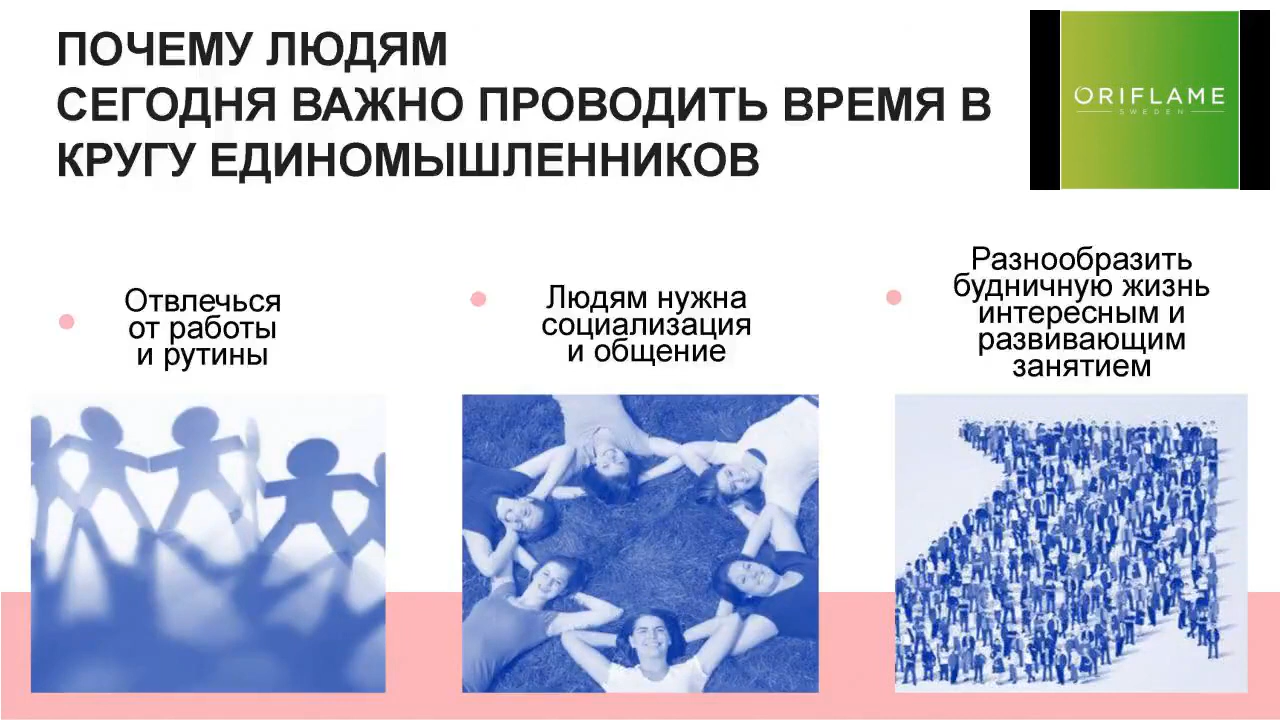 ПОЧЕМУ ЛЮДЯМ
СЕГОДНЯ ВАЖНО ПРОВОДИТЬ ВРЕМЯ В
КРУГУ ЕДИНОМЫШЛЕННИКОВ
ORIFLAME
SWEDEN
Отвлечься
от работы
и рутины
Людям нужна
социализация
и общение
Разнообразить
будничную жизнь
интересным и
развивающим
занятием